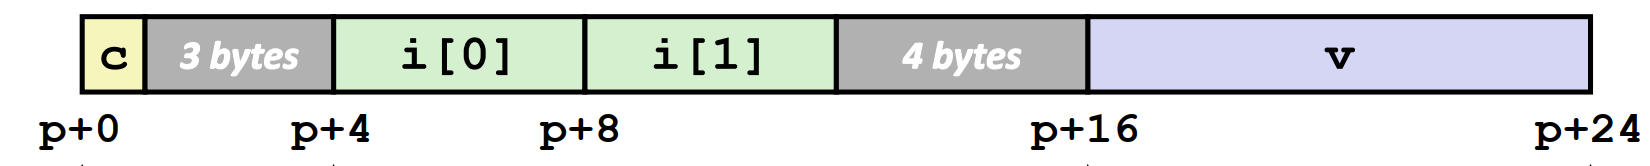 c 3 bytes i[0] i[1] 4 bytes v
p+0 p+4 p+8 p+16 p+24